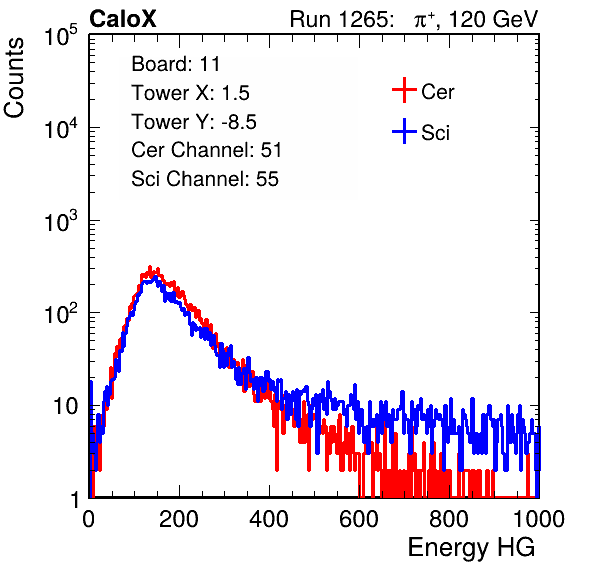 CaloX Run 1265: π⁺, 120 GeV
Counts
10⁵
10⁴
10³
10²
10
1
Board: 11
Tower X: 1.5
Tower Y: -8.5
Cer Channel: 51
Sci Channel: 55
Cer
Sci
0 200 400 600 800 1000
Energy HG